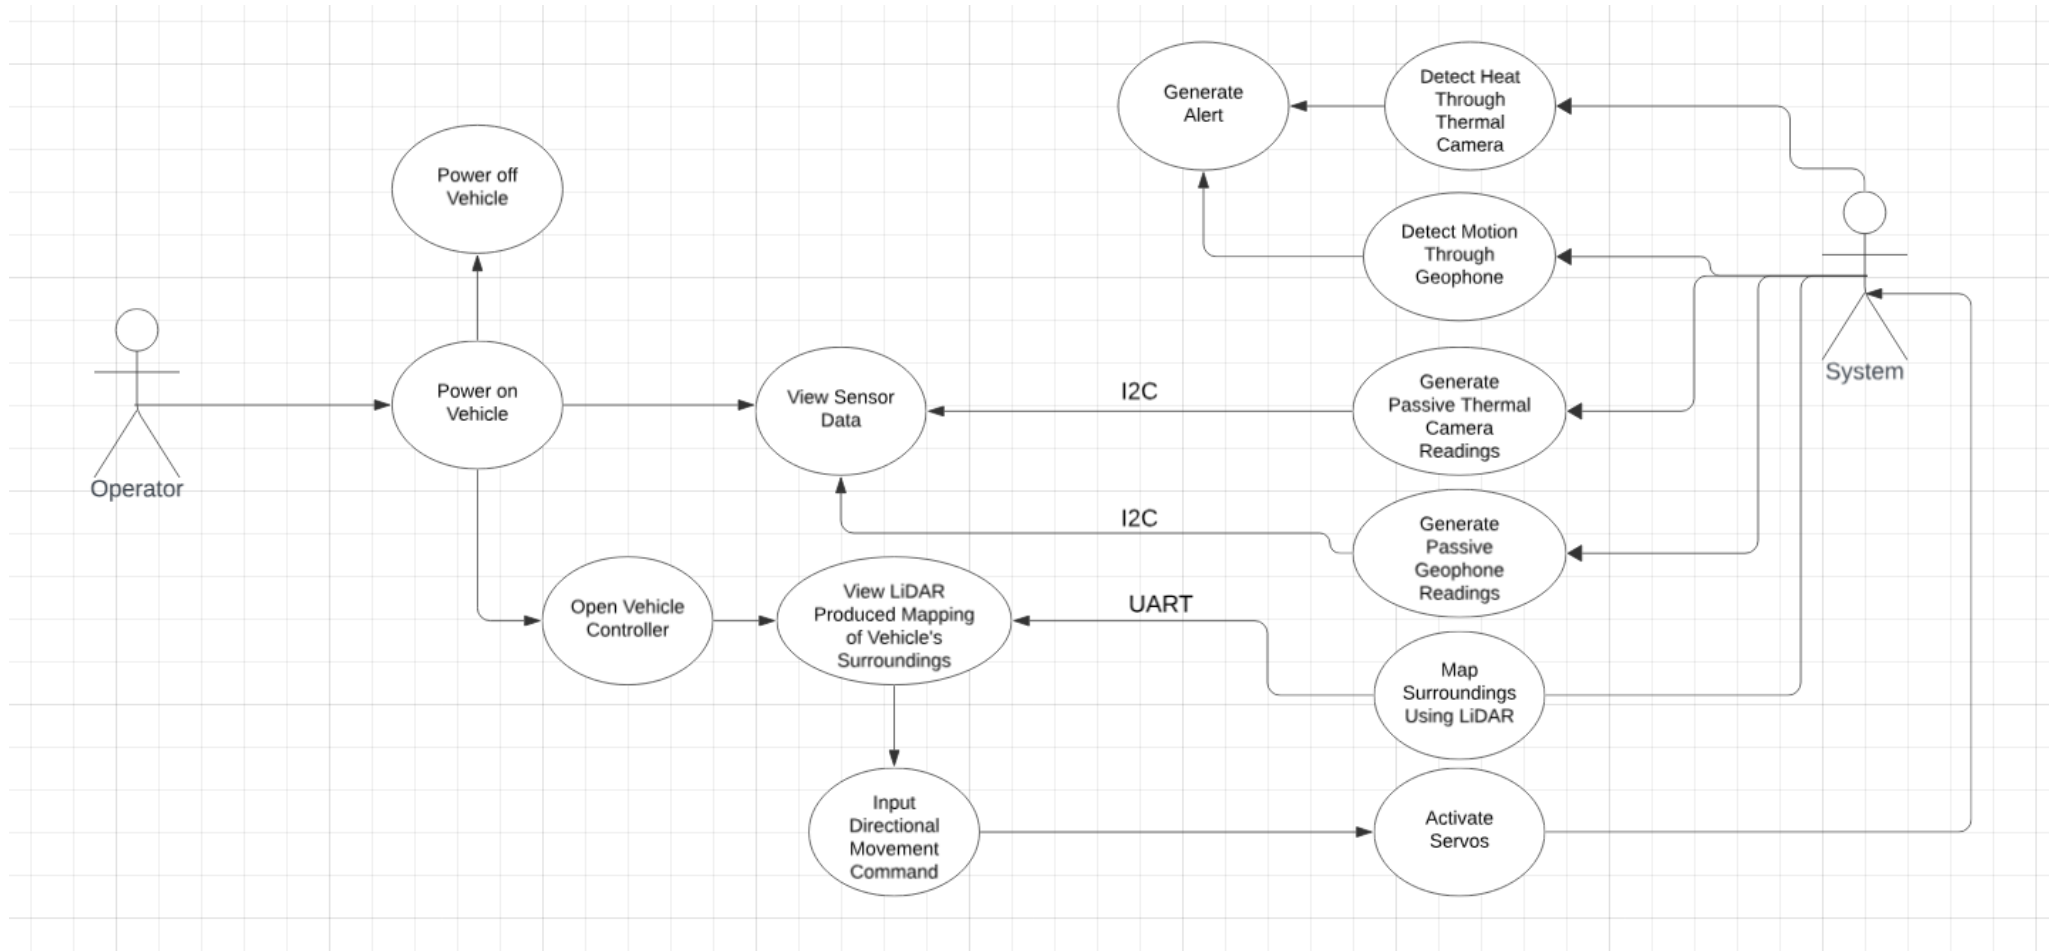 Generate
Alert
Detect Heat
Through
Thermal
Camera
Power off
Vehicle
Detect Motion
Through
Geophone
System
Power on
Vehicle
View Sensor
Data
I2C
Generate
Passive Thermal
Camera
Readings
Operator
I2C
Generate
Passive
Geophone
Readings
Open Vehicle
Controller
View LiDAR
Produced Mapping
of Vehicle's
Surroundings
UART
Map
Surroundings
Using LiDAR
Input
Directional
Movement
Command
Activate
Servos